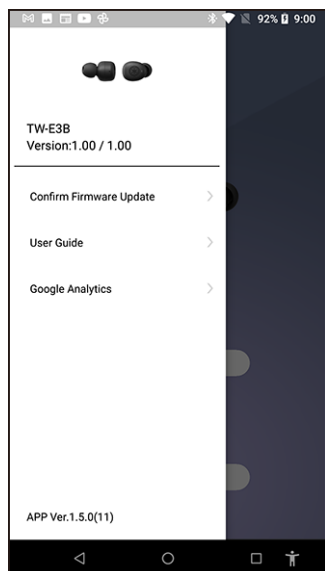 92% 9:00
TW-E3B
Version:1.00 / 1.00
Confirm Firmware Update
User Guide
Google Analytics
APP Ver.1.5.0(11)